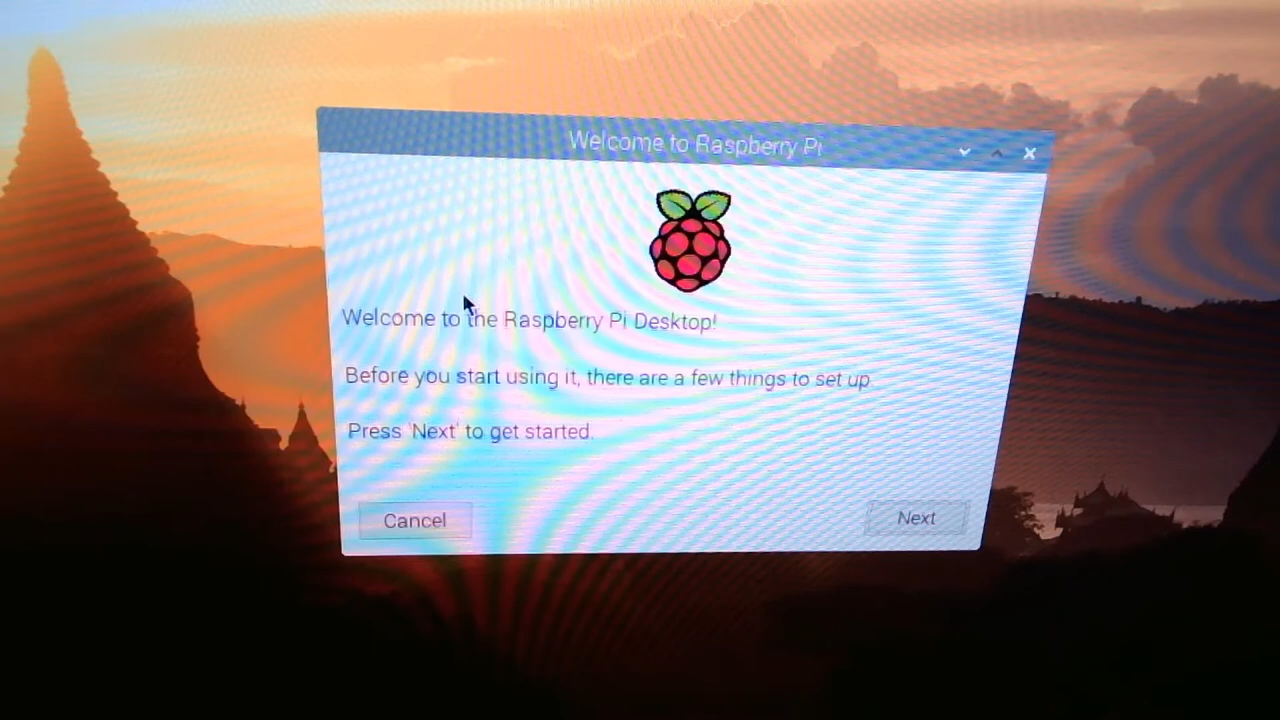 Welcome to Raspberry Pi
Welcome to the Raspberry Pi Desktop!
Before you start using it, there are a few things to set up.
Press 'Next' to get started.
Cancel
Next